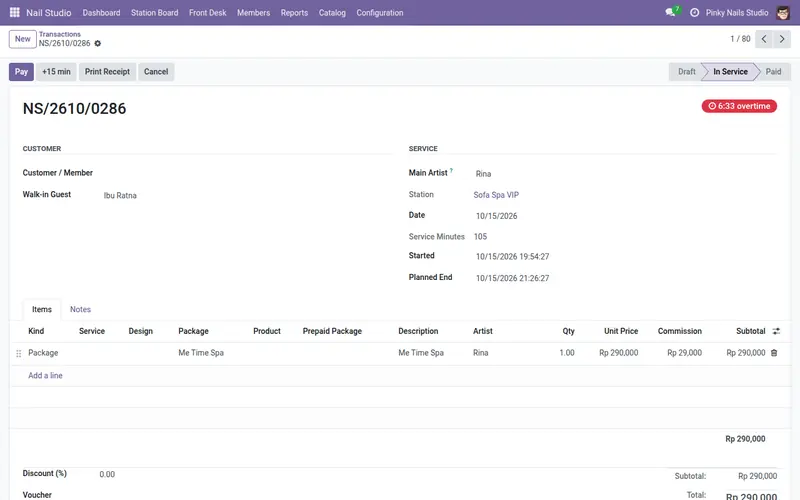 Nail Studio Dashboard Station Board Front Desk Members Reports Catalog Configuration 7 Pinky Nails Studio
New Transactions
NS/2610/0286
1 / 80
Pay +15 min Print Receipt Cancel Draft In Service Paid
NS/2610/0286
6:33 overtime
CUSTOMER
Customer / Member
Walk-in Guest Ibu Ratna
SERVICE
Main Artist ? Rina
Station Sofa Spa VIP
Date 10/15/2026
Service Minutes 105
Started 10/15/2026 19:54:27
Planned End 10/15/2026 21:26:27
Items Notes
Kind Service Design Package Product Prepaid Package Description Artist Qty Unit Price Commission Subtotal
Package Me Time Spa Me Time Spa Rina 1.00 Rp 290,000 Rp 29,000 Rp 290,000
Add a line
Rp 290,000
Discount (%) 0.00
Subtotal: Rp 290,000
Voucher
Total: Rp 290,000